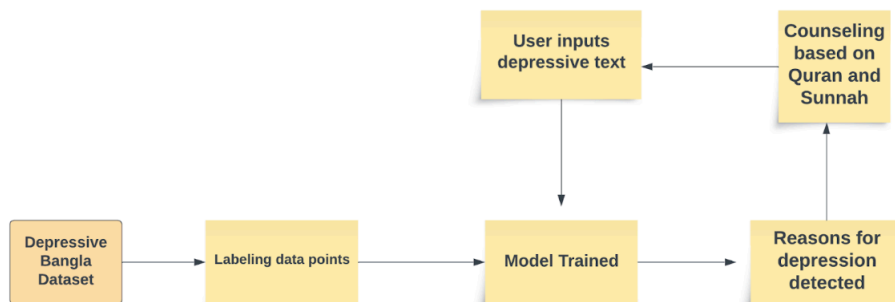 User inputs
depressive text
Counseling
based on
Quran and
Sunnah
Depressive
Bangla
Dataset
Labeling data points
Model Trained
Reasons for
depression
detected